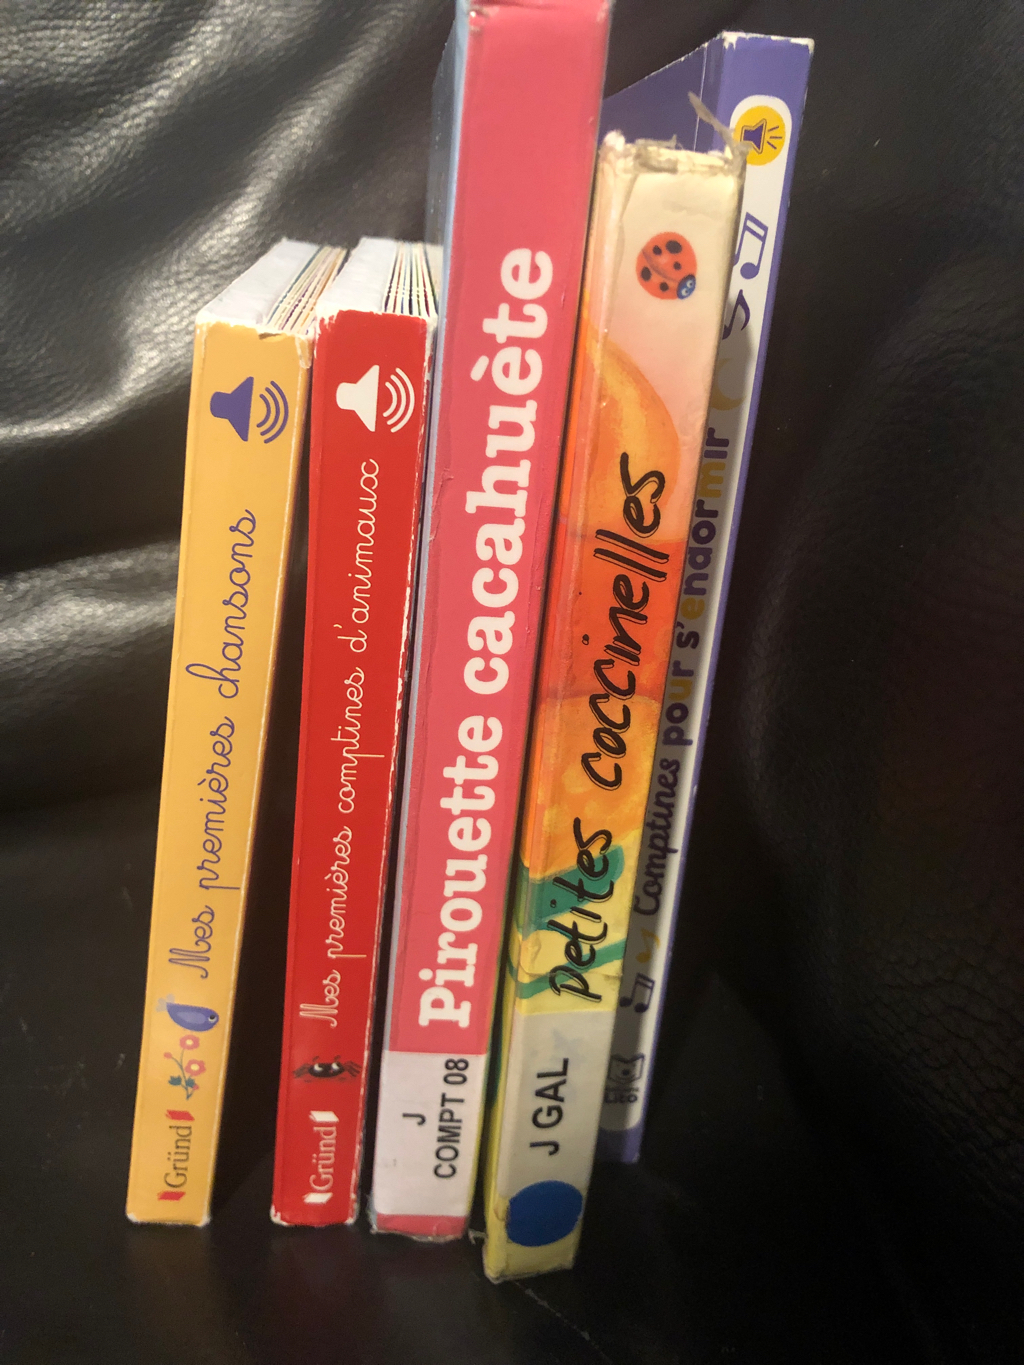 Mes premières chansons
Gründ
Mes premières comptines d'animaux
Gründ
Pirouette cacahuète
J
COMPT 08
Petites coccinelles
J GAL
Comptines pour s'endormir